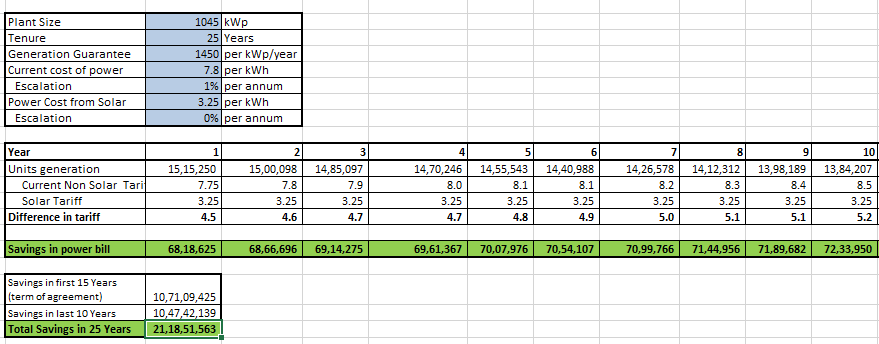 Plant Size 1045 kWp
Tenure 25 Years
Generation Guarantee 1450 per kWp/year
Current cost of power 7.8 per kWh
Escalation 1% per annum
Power Cost from Solar 3.25 per kWh
Escalation 0% per annum
Year 1 2 3 4 5 6 7 8 9 10
Units generation 15,15,250 15,00,098 14,85,097 14,70,246 14,55,543 14,40,988 14,26,578 14,12,312 13,98,189 13,84,207
Current Non Solar Tari 7.75 7.8 7.9 8.0 8.1 8.1 8.2 8.3 8.4 8.5
Solar Tariff 3.25 3.25 3.25 3.25 3.25 3.25 3.25 3.25 3.25 3.25
Difference in tariff 4.5 4.6 4.7 4.7 4.8 4.9 5.0 5.1 5.1 5.2
Savings in power bill 68,18,625 68,66,696 69,14,275 69,61,367 70,07,976 70,54,107 70,99,766 71,44,956 71,89,682 72,33,950
Savings in first 15 Years
(term of agreement) 10,71,09,425
Savings in last 10 Years 10,47,42,139
Total Savings in 25 Years 21,18,51,563